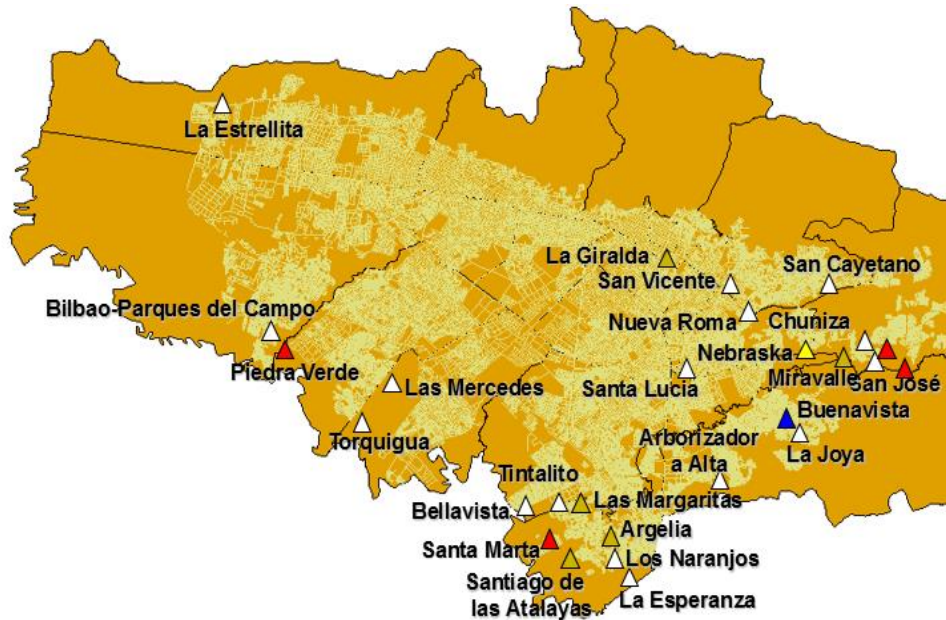 La Estrellita
La Giralda
San Vicente
San Cayetano
Bilbao-Parques del Campo
Nueva Roma
Chuniza
Nebraska
Piedra Verde
Las Mercedes
Santa Lucia
Miravalle
San José
Buenavista
Torquigua
Arborizador
a Alta
La Joya
Tintalito
Bellavista
Las Margaritas
Santa Marta
Argelia
Los Naranjos
Santiago de
las Atalayas
La Esperanza